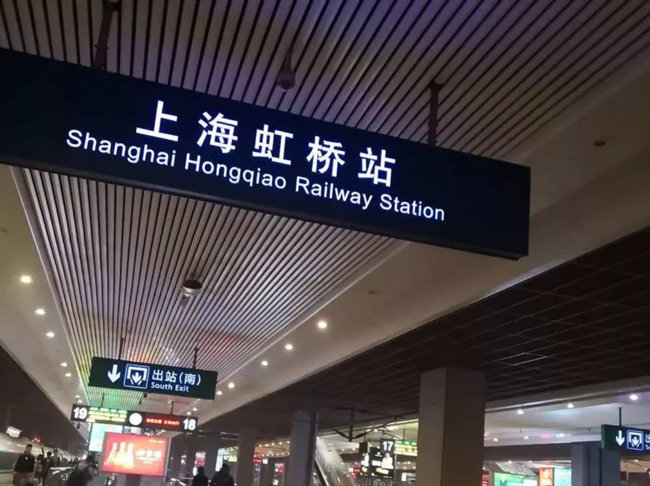 上海虹桥站
Shanghai Hongqiao Railway Station
出站(南)
South Exit
19
18
17